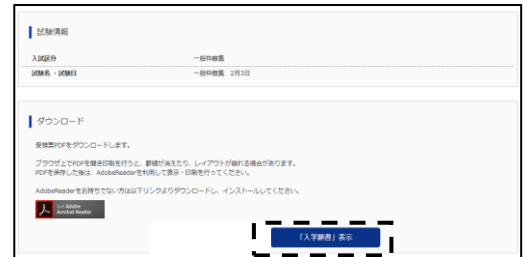 試験情報
入試区分 一般枠募集
試験名・試験日 一般枠募集 2月3日
ダウンロード
受検票PDFをダウンロードします。
ブラウザ上でPDFを開き印刷を行うと、罫線が消えたり、レイアウトが崩れる場合があります。
PDFを保存した後は、AdobeReaderを利用して表示・印刷を行ってください。
AdobeReaderをお持ちでない方は以下リンクよりダウンロードし、インストールしてください。
Get Adobe
Acrobat Reader
「入学願書」表示